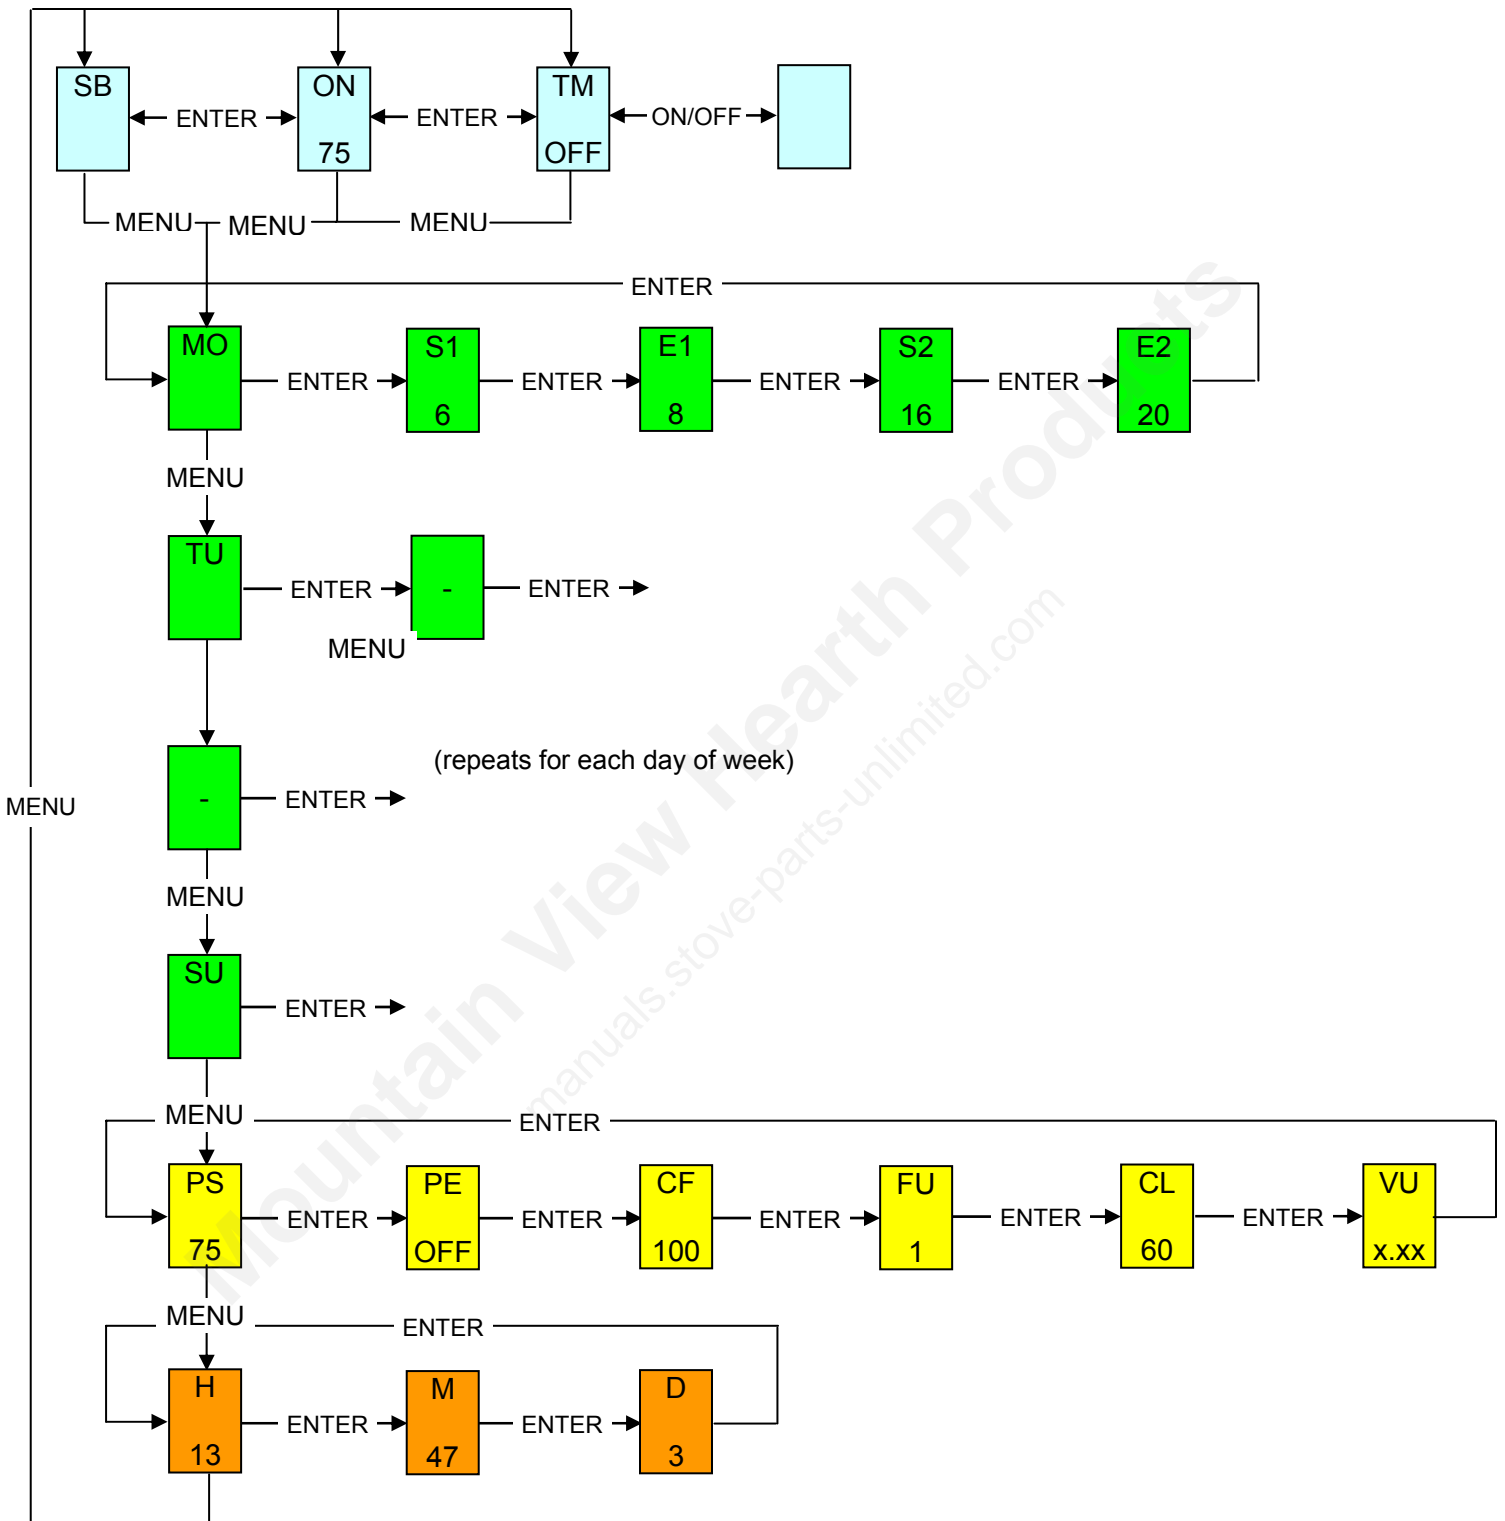 SB
ENTER
ON
75
ENTER
TM
OFF
ON/OFF
MENU
MENU
MENU
ENTER
MO
ENTER
S1
6
ENTER
E1
8
ENTER
S2
16
ENTER
E2
20
MENU
TU
ENTER
-
ENTER
MENU
(repeats for each day of week)
-
ENTER
MENU
MENU
SU
ENTER
MENU
ENTER
PS
75
ENTER
PE
OFF
ENTER
CF
100
ENTER
FU
1
ENTER
CL
60
ENTER
VU
x.xx
MENU
ENTER
H
13
ENTER
M
47
ENTER
D
3
Mountain View Hearth Products
manuals.stove-parts-unlimited.com